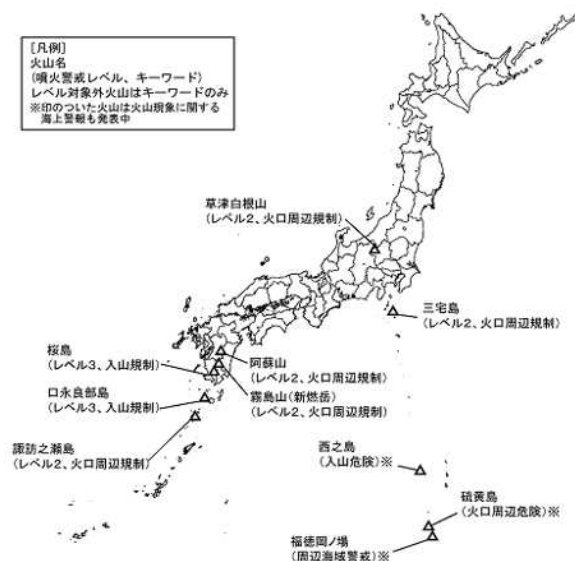 [凡例]
火山名
(噴火警戒レベル、キーワード)
レベル対象外火山はキーワードのみ
※印のついた火山は火山現象に関する
海上警報も発表中
草津白根山
(レベル2、火口周辺規制)
三宅島
(レベル2、火口周辺規制)
桜島
(レベル3、入山規制)
阿蘇山
(レベル2、火口周辺規制)
口永良部島
(レベル3、入山規制)
霧島山(新燃岳)
(レベル2、火口周辺規制)
諏訪之瀬島
(レベル2、火口周辺規制)
西之島
(入山危険)※
硫黄島
(火口周辺危険)※
福徳岡ノ場
(周辺海域警戒)※